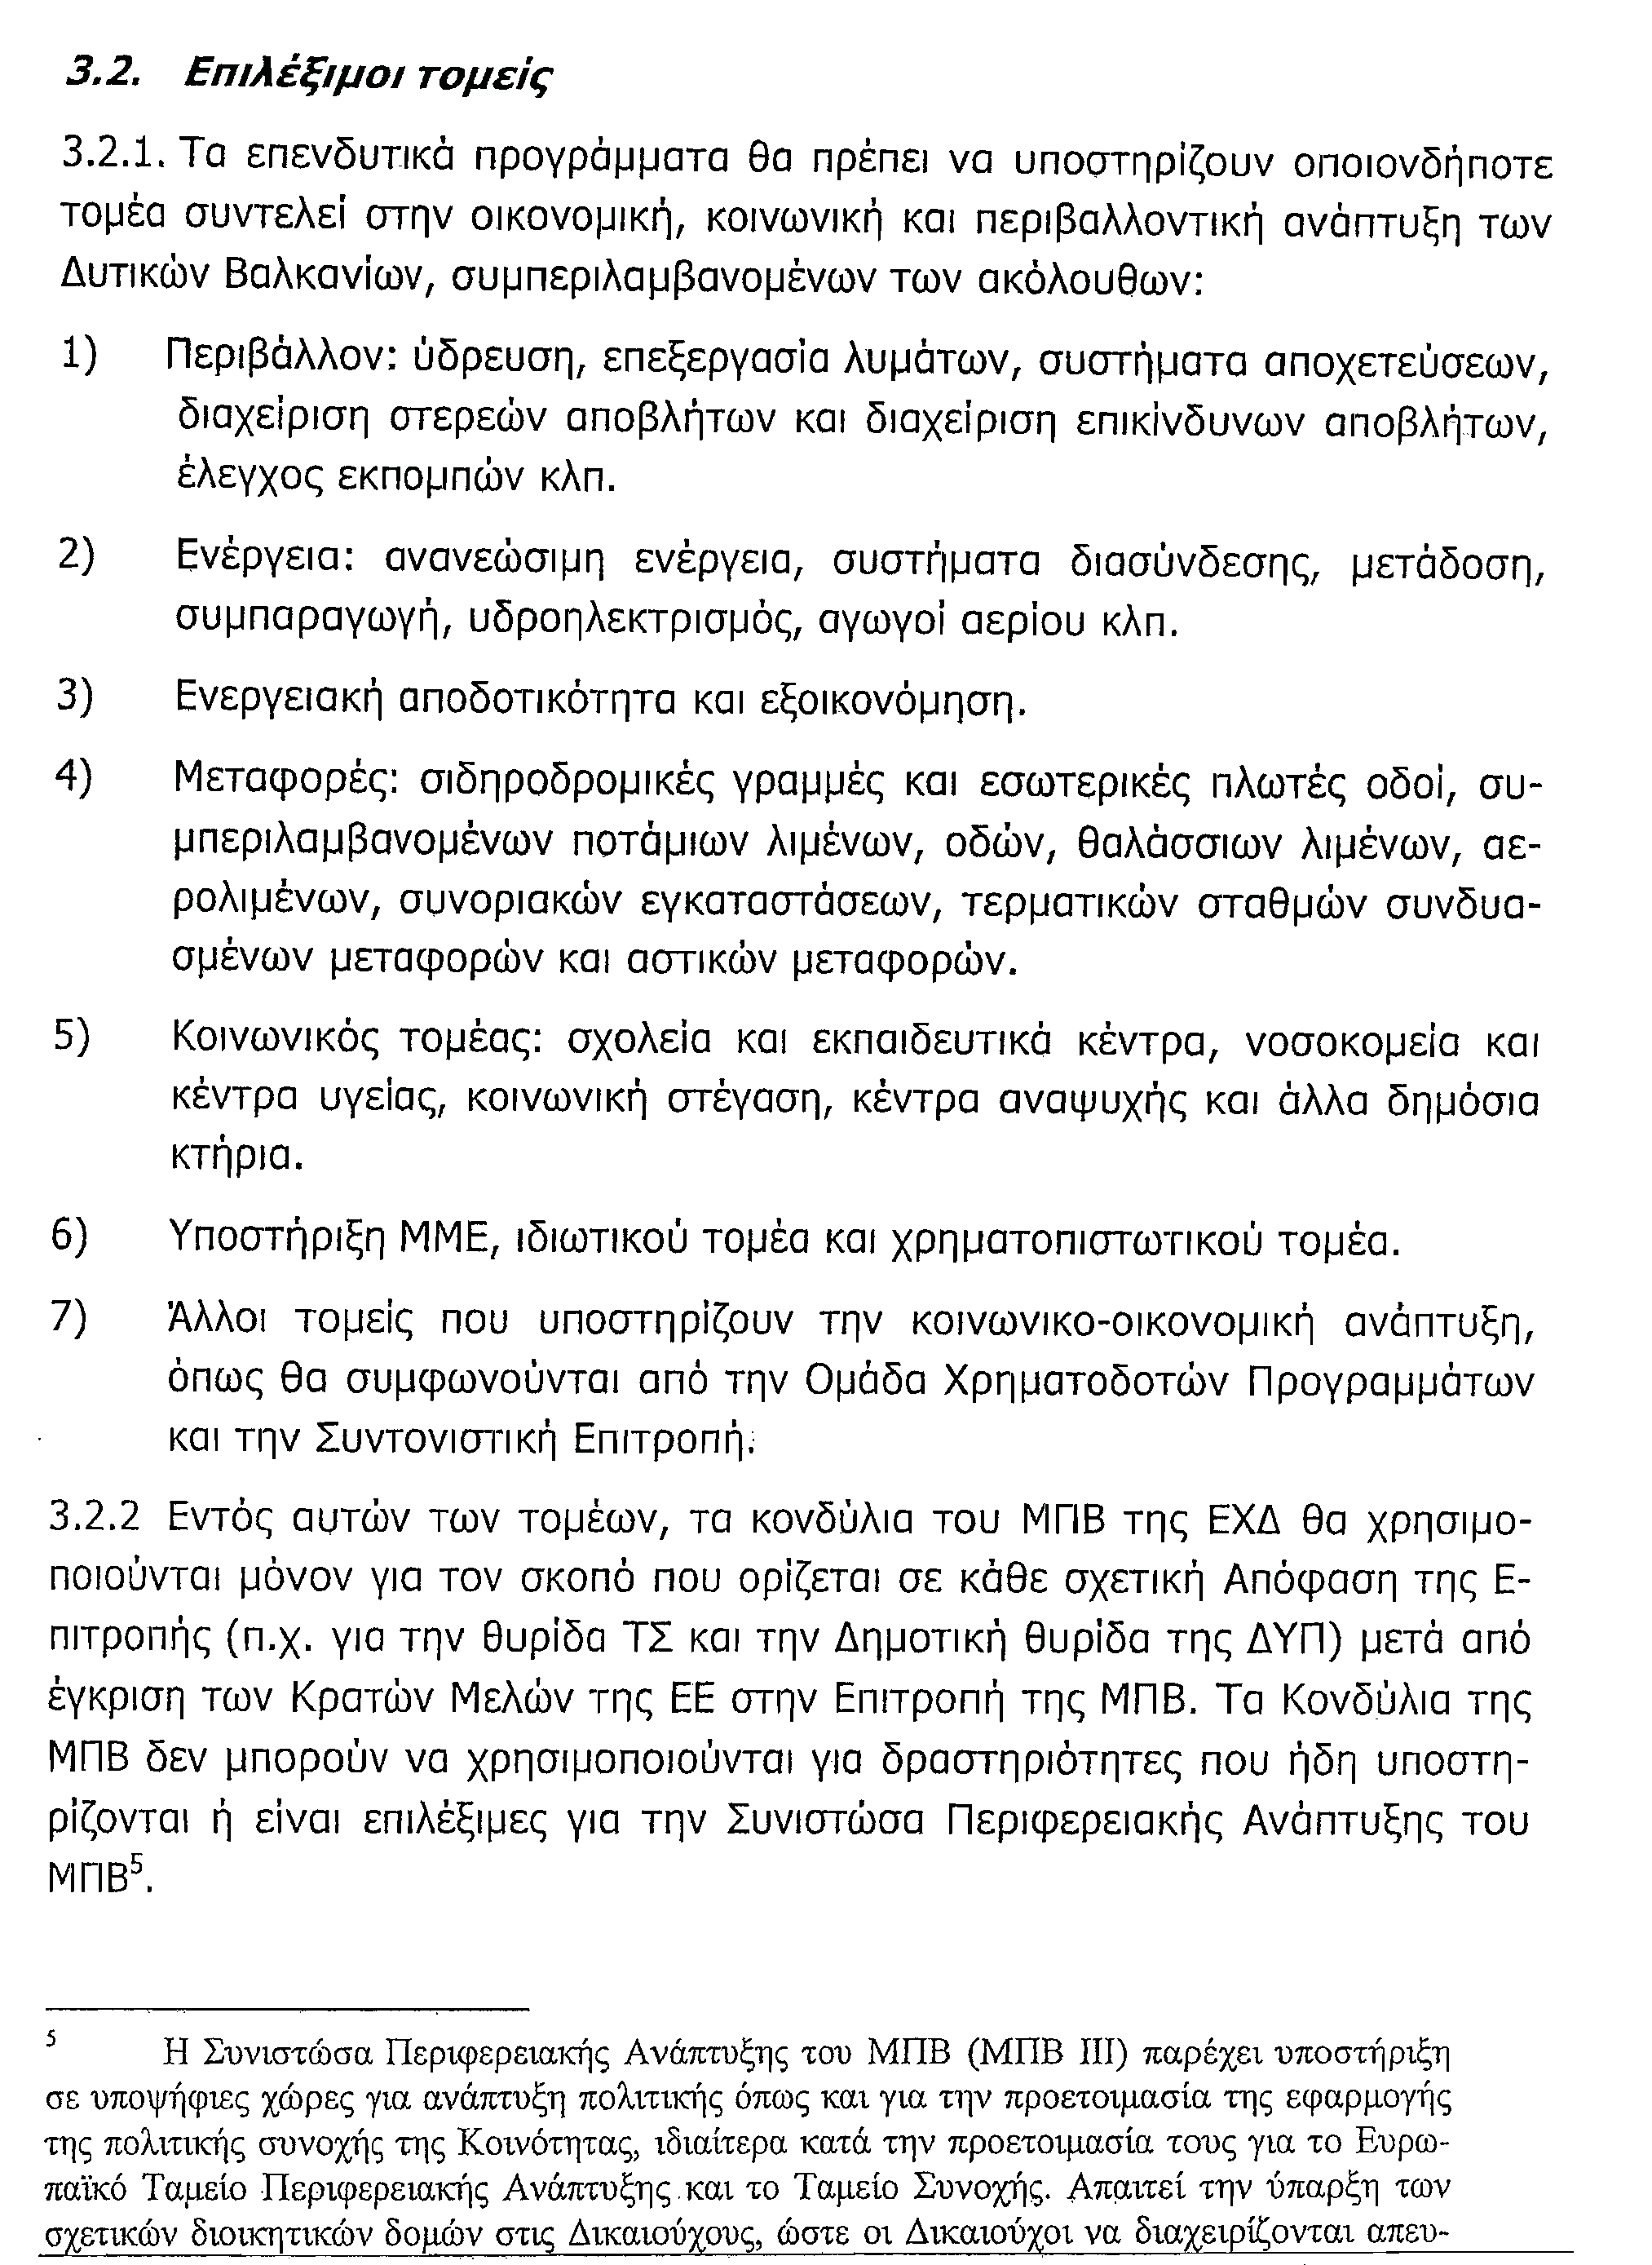 3.2. Επιλέξιμοι τομείς
3.2.1. Τα επενδυτικά προγράμματα θα πρέπει να υποστηρίζουν οποιονδήποτε
τομέα συντελεί στην οικονομική, κοινωνική και περιβαλλοντική ανάπτυξη των
Δυτικών Βαλκανίων, συμπεριλαμβανομένων των ακόλουθων:
1) Περιβάλλον: ύδρευση, επεξεργασία λυμάτων, συστήματα αποχετεύσεων,
διαχείριση στερεών αποβλήτων και διαχείριση επικίνδυνων αποβλήτων,
έλεγχος εκπομπών κλπ.
2) Ενέργεια: ανανεώσιμη ενέργεια, συστήματα διασύνδεσης, μετάδοση,
συμπαραγωγή, υδροηλεκτρισμός, αγωγοί αερίου κλπ.
3) Ενεργειακή αποδοτικότητα και εξοικονόμηση.
4) Μεταφορές: σιδηροδρομικές γραμμές και εσωτερικές πλωτές οδοί, συ-
μπεριλαμβανομένων ποτάμιων λιμένων, οδών, θαλάσσιων λιμένων, αε-
ρολιμένων, συνοριακών εγκαταστάσεων, τερματικών σταθμών συνδυα-
σμένων μεταφορών και αστικών μεταφορών.
5) Κοινωνικός τομέας: σχολεία και εκπαιδευτικά κέντρα, νοσοκομεία και
κέντρα υγείας, κοινωνική στέγαση, κέντρα αναψυχής και άλλα δημόσια
κτήρια.
6) Υποστήριξη ΜΜΕ, ιδιωτικού τομέα και χρηματοπιστωτικού τομέα.
7) Άλλοι τομείς που υποστηρίζουν την κοινωνικο-οικονομική ανάπτυξη,
όπως θα συμφωνούνται από την Ομάδα Χρηματοδοτών Προγραμμάτων
και την Συντονιστική Επιτροπή.
3.2.2 Εντός αυτών των τομέων, τα κονδύλια του ΜΠΒ της ΕΧΔ θα χρησιμο-
ποιούνται μόνον για τον σκοπό που ορίζεται σε κάθε σχετική Απόφαση της Ε-
πιτροπής (π.χ. για την θυρίδα ΤΣ και την Δημοτική θυρίδα της ΔΥΠ) μετά από
έγκριση των Κρατών Μελών της ΕΕ στην Επιτροπή της ΜΠΒ. Τα Κονδύλια της
ΜΠΒ δεν μπορούν να χρησιμοποιούνται για δραστηριότητες που ήδη υποστη-
ρίζονται ή είναι επιλέξιμες για την Συνιστώσα Περιφερειακής Ανάπτυξης του
ΜΠΒ⁵.
⁵ Η Συνιστώσα Περιφερειακής Ανάπτυξης του ΜΠΒ (ΜΠΒ ΙΙΙ) παρέχει υποστήριξη
σε υποψήφιες χώρες για ανάπτυξη πολιτικής όπως και για την προετοιμασία της εφαρμογής
της πολιτικής συνοχής της Κοινότητας, ιδιαίτερα κατά την προετοιμασία τους για το Ευρω-
παϊκό Ταμείο Περιφερειακής Ανάπτυξης και το Ταμείο Συνοχής. Απαιτεί την ύπαρξη των
σχετικών διοικητικών δομών στις Δικαιούχους, ώστε οι Δικαιούχοι να διαχειρίζονται απευ-